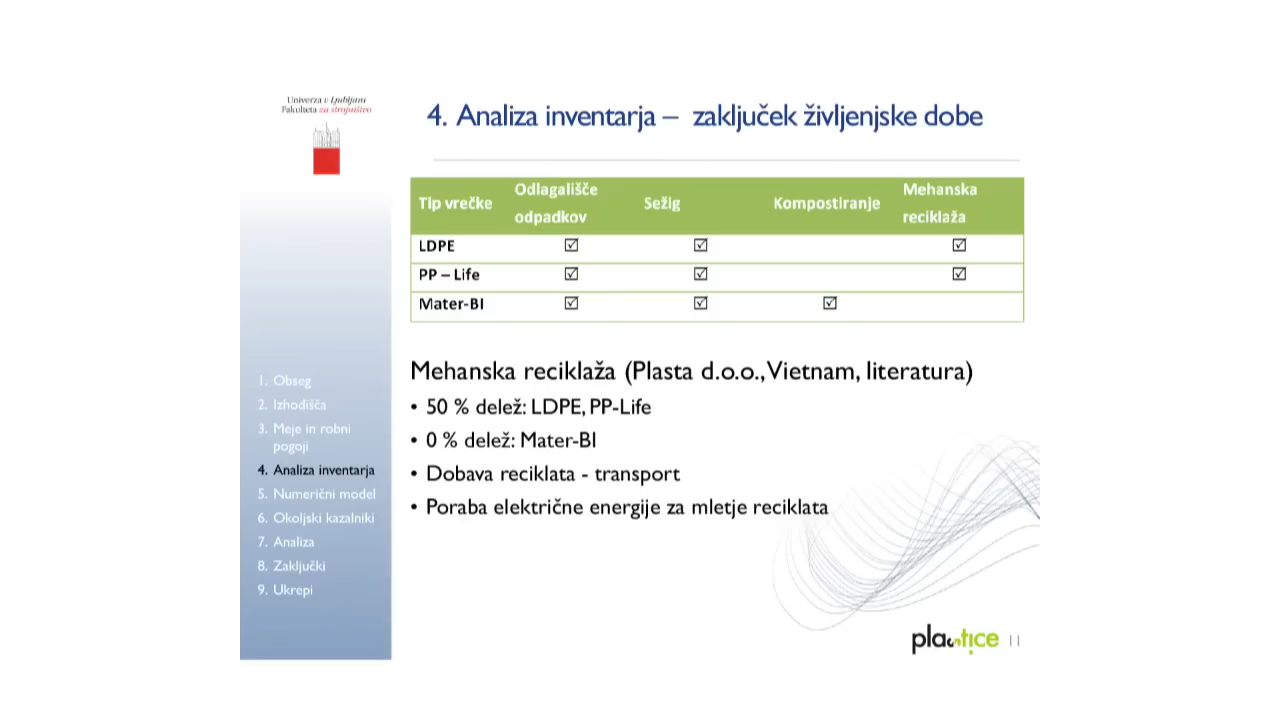 Univerza v Ljubljani
Fakulteta za strojništvo
4. Analiza inventarja – zaključek življenjske dobe
Tip vrečke Odlagališče odpadkov Sežig Kompostiranje Mehanska reciklaža
LDPE ☑ ☑ ☑
PP – Life ☑ ☑ ☑
Mater-BI ☑ ☑ ☑
Mehanska reciklaža (Plasta d.o.o., Vietnam, literatura)
• 50 % delež: LDPE, PP-Life
• 0 % delež: Mater-BI
• Dobava reciklata - transport
• Poraba električne energije za mletje reciklata
1. Obseg
2. Izhodišča
3. Meje in robni
pogoji
4. Analiza inventarja
5. Numerični model
6. Okoljski kazalniki
7. Analiza
8. Zaključki
9. Ukrepi
plastice 11